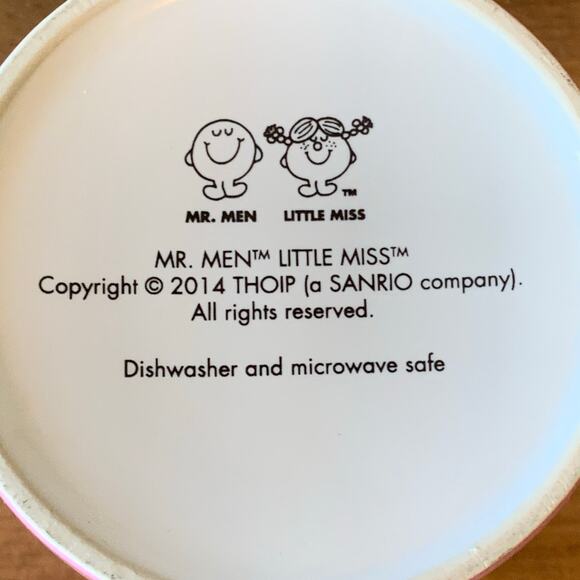 TM
MR. MEN LITTLE MISS
MR. MEN™ LITTLE MISS™
Copyright © 2014 THOIP (a SANRIO company).
All rights reserved.
Dishwasher and microwave safe